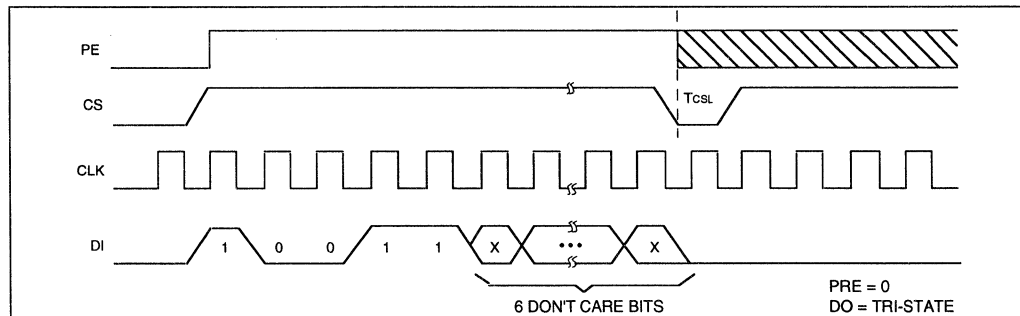 PE
CS
TCSL
CLK
DI
1 0 0 1 1 X ••• X
6 DON'T CARE BITS
PRE = 0
DO = TRI-STATE